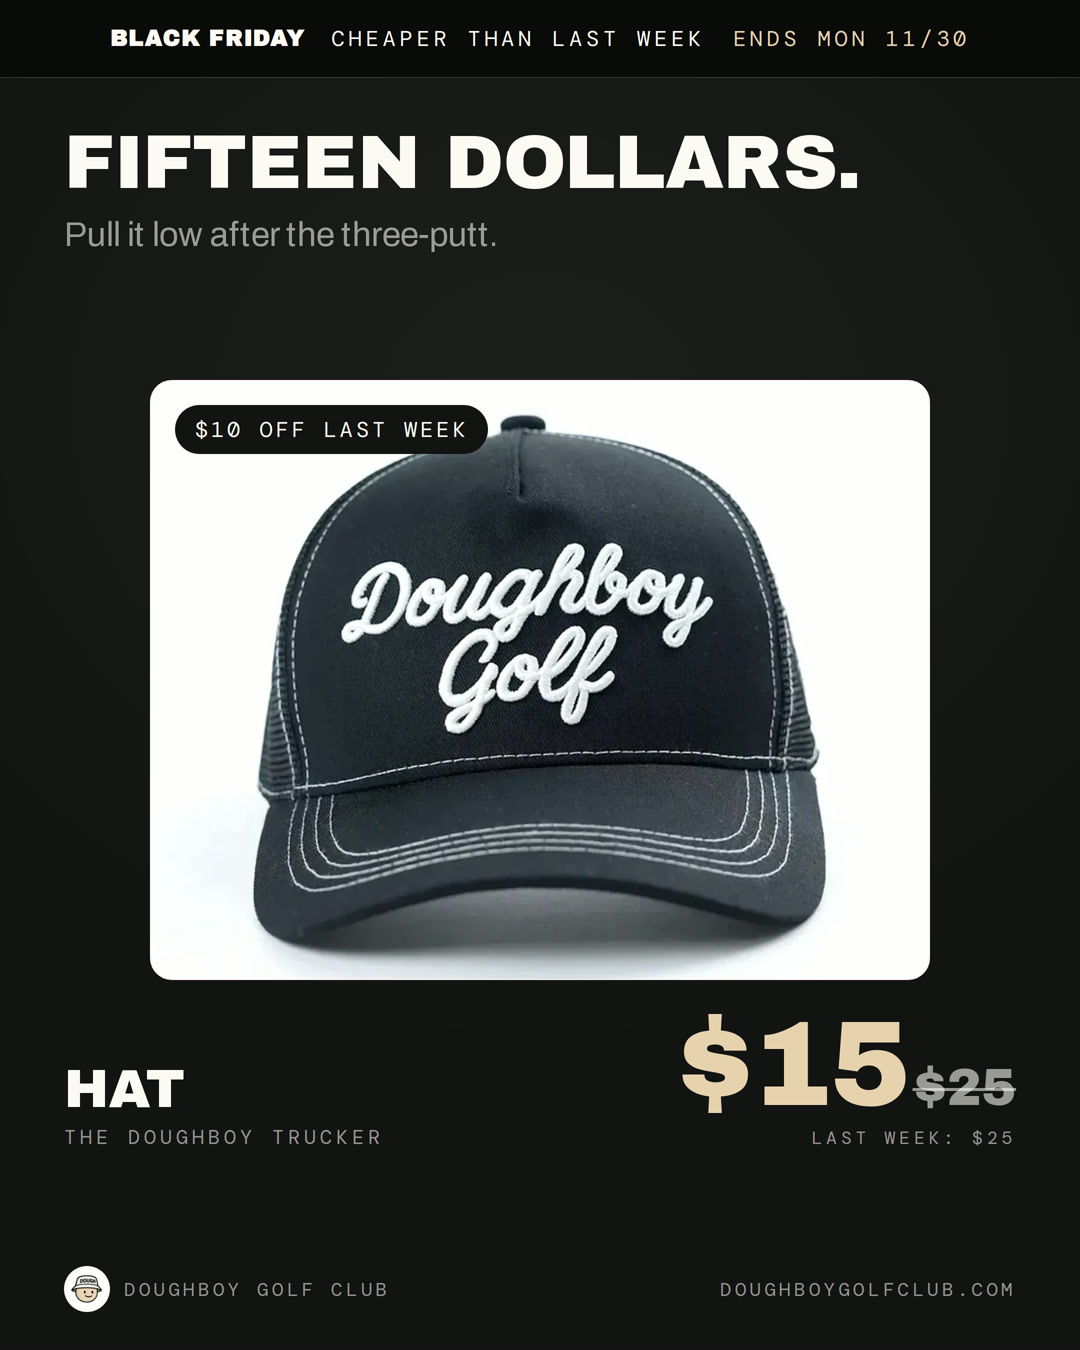 BLACK FRIDAY CHEAPER THAN LAST WEEK ENDS MON 11/30
FIFTEEN DOLLARS.
Pull it low after the three-putt.
$10 OFF LAST WEEK
Doughboy
Golf
HAT
$15 $25
THE DOUGHBOY TRUCKER
LAST WEEK: $25
DOUGH
DOUGHBOY GOLF CLUB
DOUGHBOYGOLFCLUB.COM